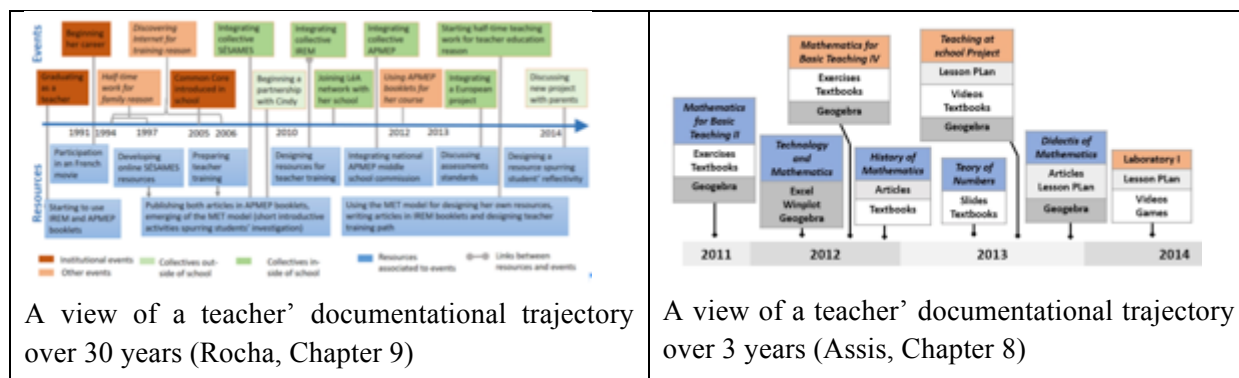 Events
Beginning
her career
Discovering
Internet for
training reason
Integrating
collective
SÉSAMES
Integrating
collective
IREM
Integrating
collective
APMEP
Starting half-time teaching
work for teacher education
reason
Graduating
as a
teacher
Half-time
work for
family reason
Common Core
introduced in
school
Beginning a
partnership
with Cindy
Joining LéA
network with
her school
Using APMEP
booklets for
her course
Integrating
a European
project
Discussing
new project
with parents
1991 1994 1997 2005 2006 2010 2012 2013 2014
Resources
Participation
in an French
movie
Developing
online SÉSAMES
resources
Preparing
teacher
training
Designing
resources for
teacher training
Integrating national
APMEP middle
school commission
Discussing
assessments
standards
Designing a
resource spurring
student' reflectivity
Starting to use
IREM and APMEP
booklets
Publishing both articles in APMEP booklets,
emerging of the MET model (short introductive
activities spurring students' investigation)
Using the MET model for designing her own resources,
writing articles in IREM booklets and designing teacher
training path
Institutional events
Other events
Collectives out-
side of school
Collectives in-
side of school
Resources
associated to events
Links between
resources and events
A view of a teacher' documentational trajectory
over 30 years (Rocha, Chapter 9)
Mathematics for
Basic Teaching IV
Exercises
Textbooks
Geogebra
Teaching at
school Project
Lesson PLan
Videos
Textbooks
Geogebra
Mathematics
for Basic
Teaching II
Exercises
Textbooks
Geogebra
Technology
and
Mathematics
Excel
Winplot
Geogebra
History of
Mathematics
Articles
Textbooks
Teory of
Numbers
Slides
Textbooks
Didactis of
Mathematics
Articles
Lesson PLan
Geogebra
Laboratory I
Lesson PLan
Videos
Games
2011 2012 2013 2014
A view of a teacher' documentational trajectory
over 3 years (Assis, Chapter 8)